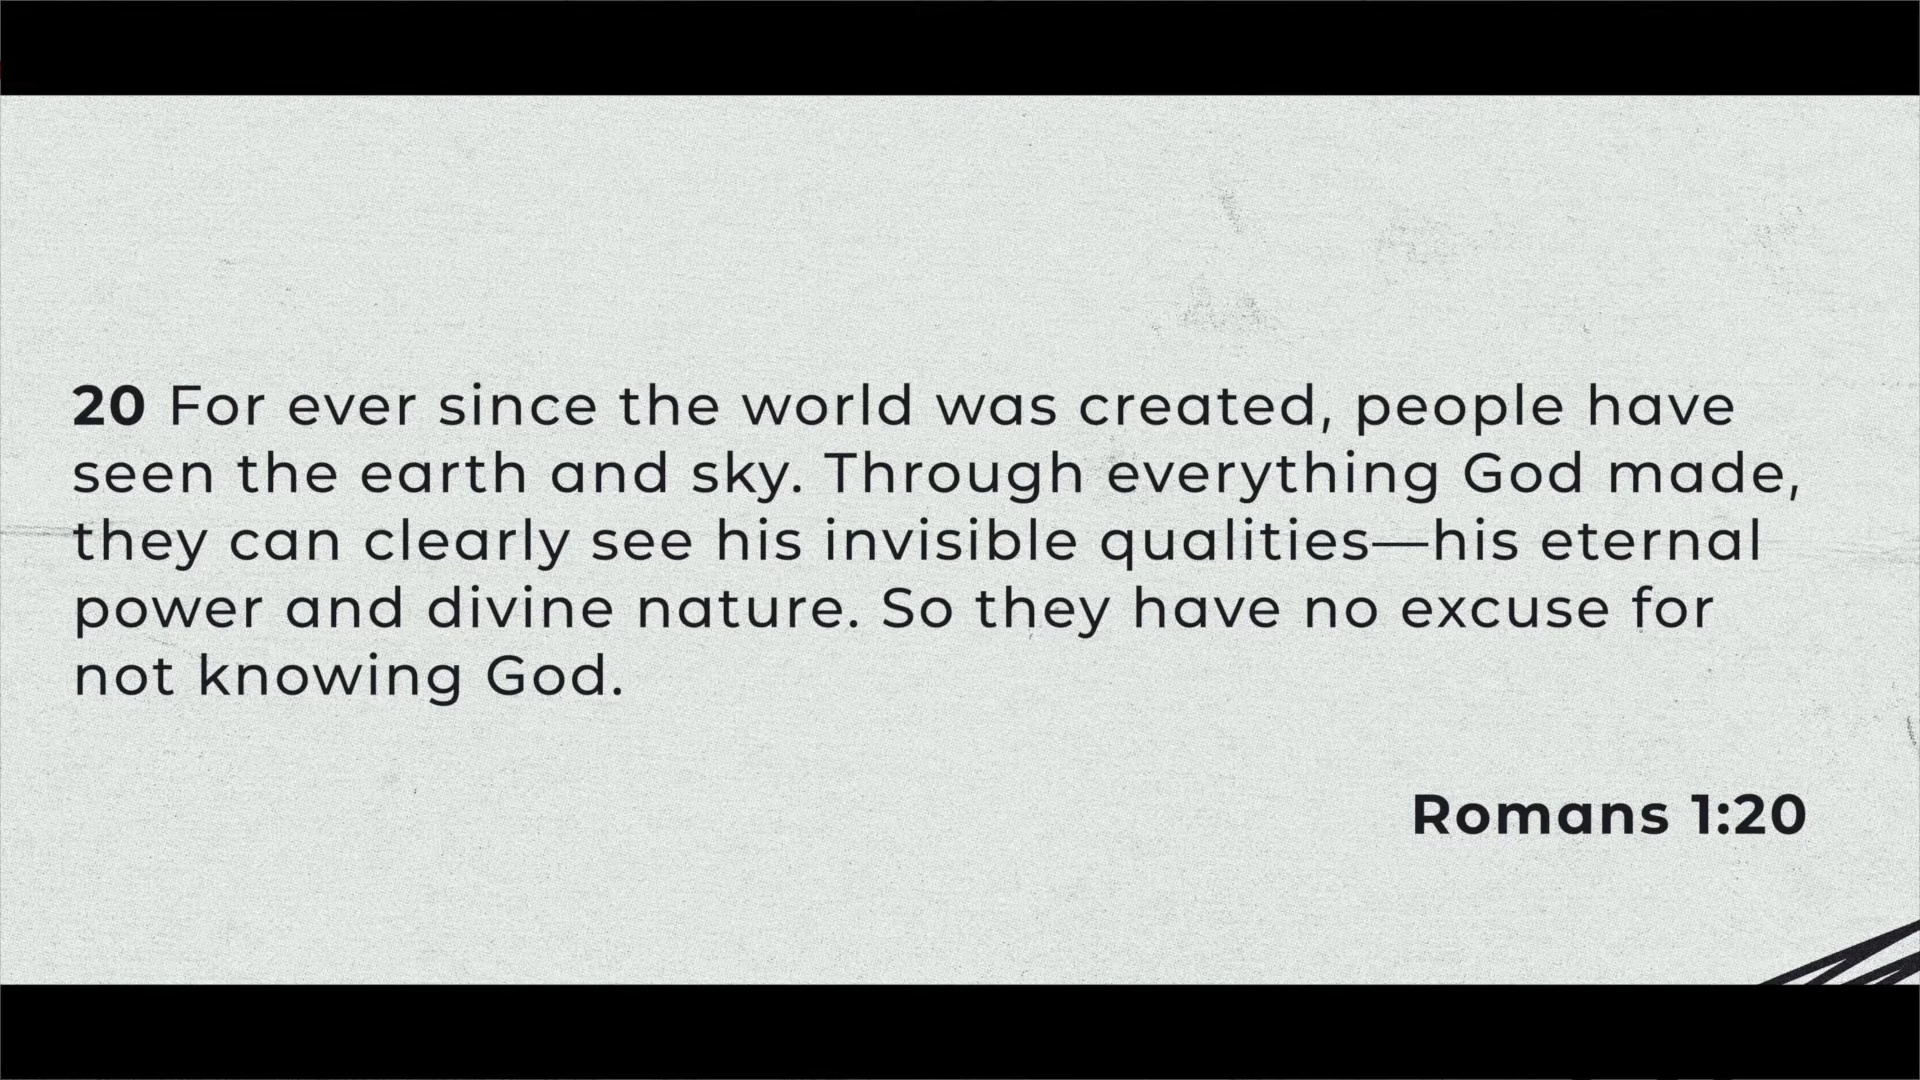 20 For ever since the world was created, people have
seen the earth and sky. Through everything God made,
they can clearly see his invisible qualities—his eternal
power and divine nature. So they have no excuse for
not knowing God.
Romans 1:20